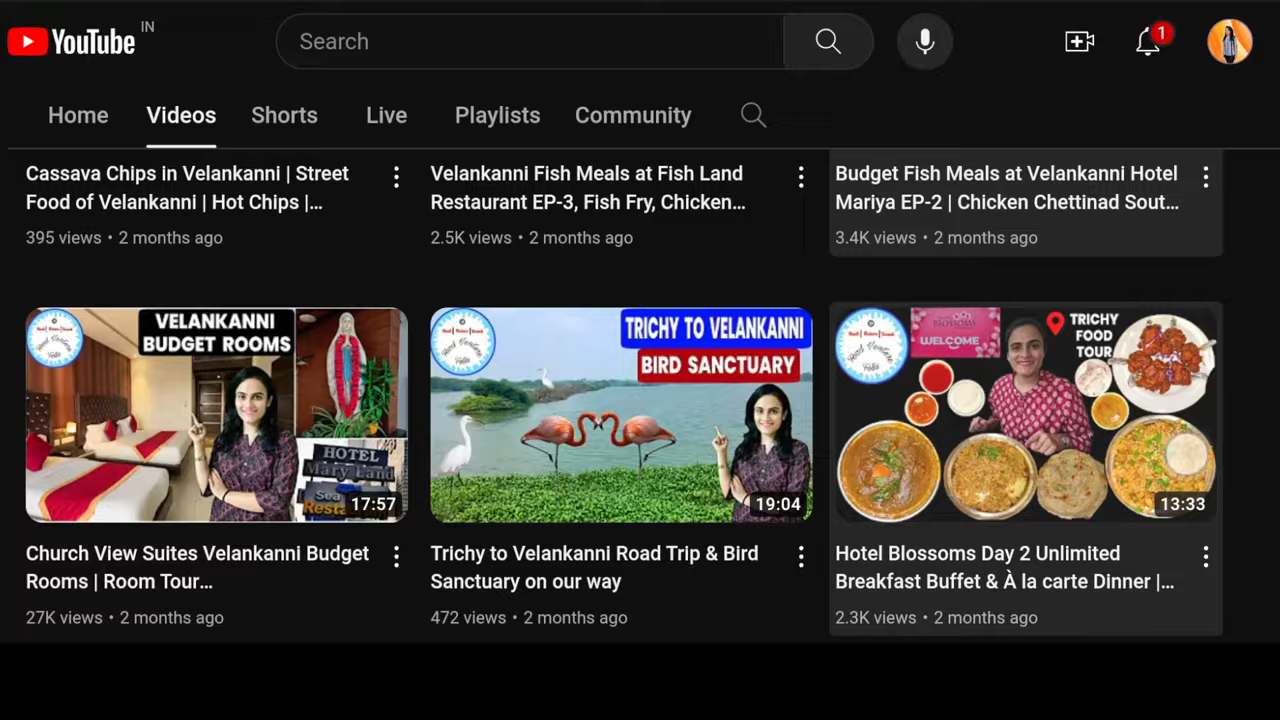 YouTube IN
Search
1
Home Videos Shorts Live Playlists Community
Cassava Chips in Velankanni | Street
Food of Velankanni | Hot Chips |...
395 views • 2 months ago
Velankanni Fish Meals at Fish Land
Restaurant EP-3, Fish Fry, Chicken...
2.5K views • 2 months ago
Budget Fish Meals at Velankanni Hotel
Mariya EP-2 | Chicken Chettinad Sout...
3.4K views • 2 months ago
VELANKANNI
BUDGET ROOMS
HOTEL
Mary Land
Sea
Resta
17:57
Church View Suites Velankanni Budget
Rooms | Room Tour...
27K views • 2 months ago
TRICHY TO VELANKANNI
BIRD SANCTUARY
19:04
Trichy to Velankanni Road Trip & Bird
Sanctuary on our way
472 views • 2 months ago
BLOSSOMS
WELCOME
TRICHY
FOOD
TOUR
13:33
Hotel Blossoms Day 2 Unlimited
Breakfast Buffet & À la carte Dinner |...
2.3K views • 2 months ago